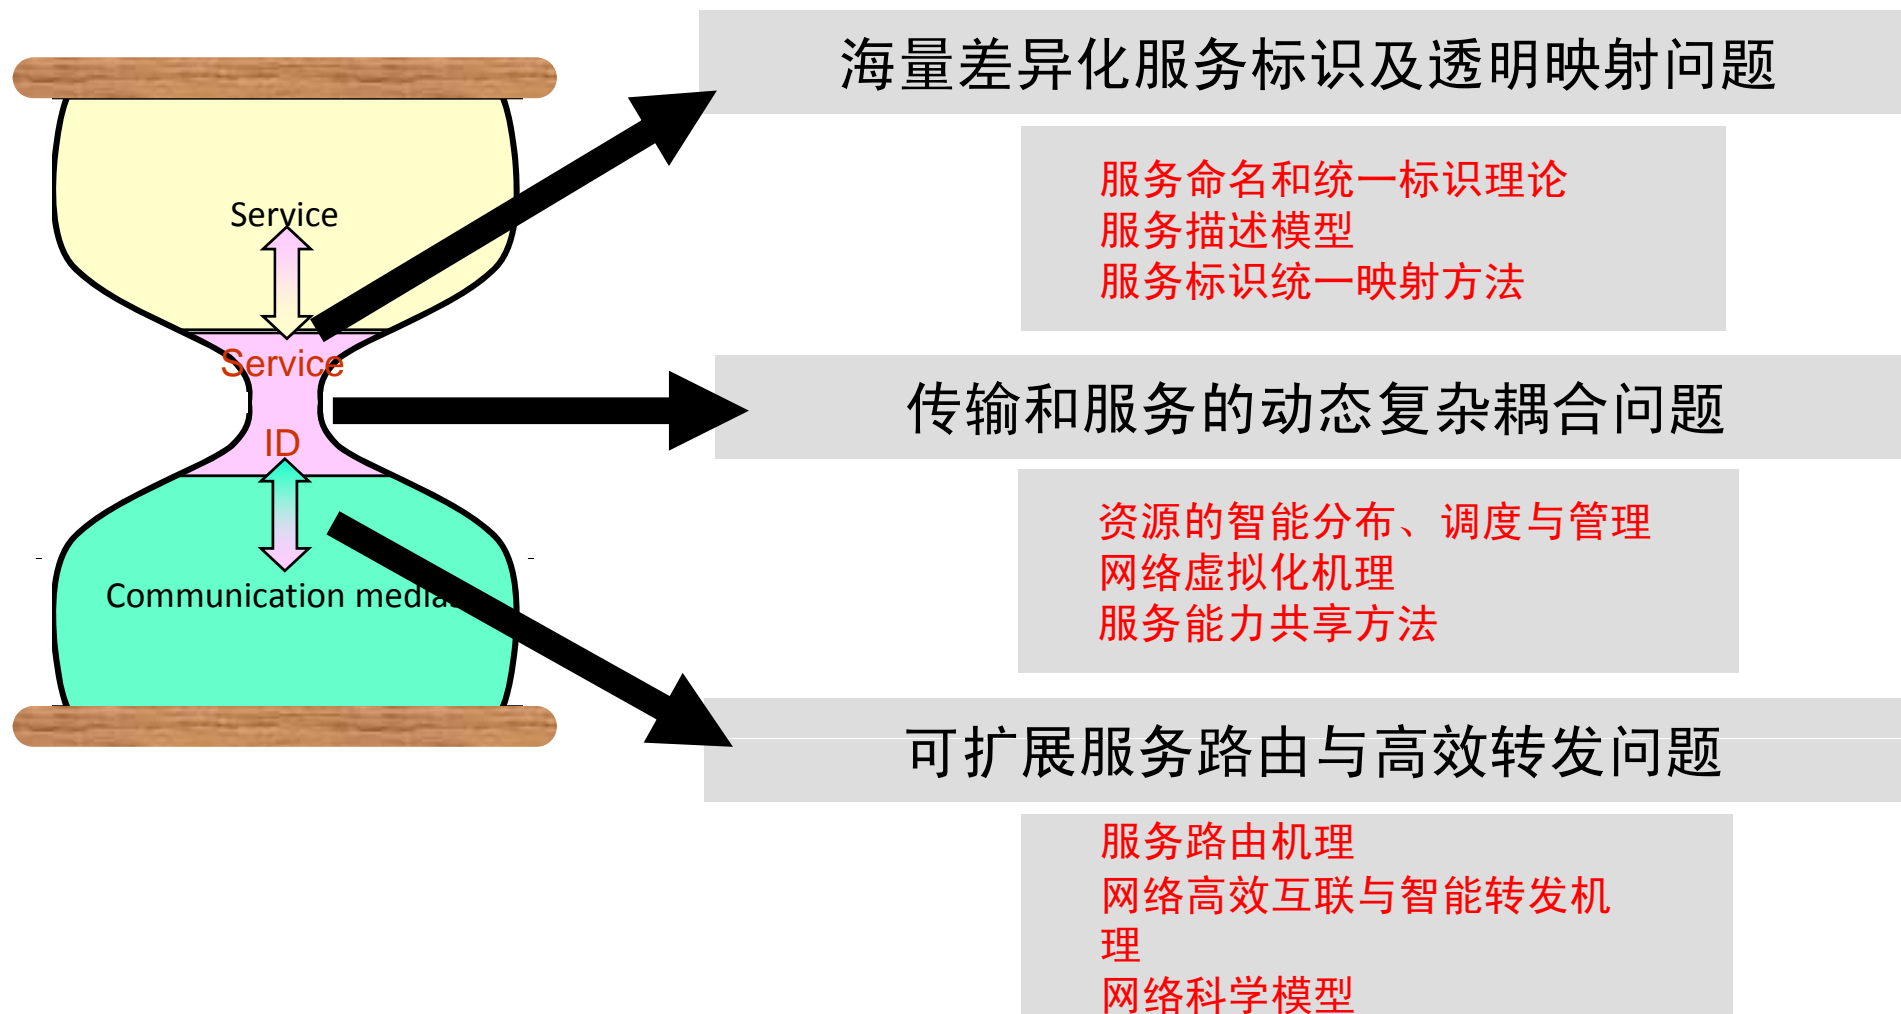 Service
Service
ID
Communication medias
海量差异化服务标识及透明映射问题
服务命名和统一标识理论
服务描述模型
服务标识统一映射方法
传输和服务的动态复杂耦合问题
资源的智能分布、调度与管理
网络虚拟化机理
服务能力共享方法
可扩展服务路由与高效转发问题
服务路由机理
网络高效互联与智能转发机
理
网络科学模型